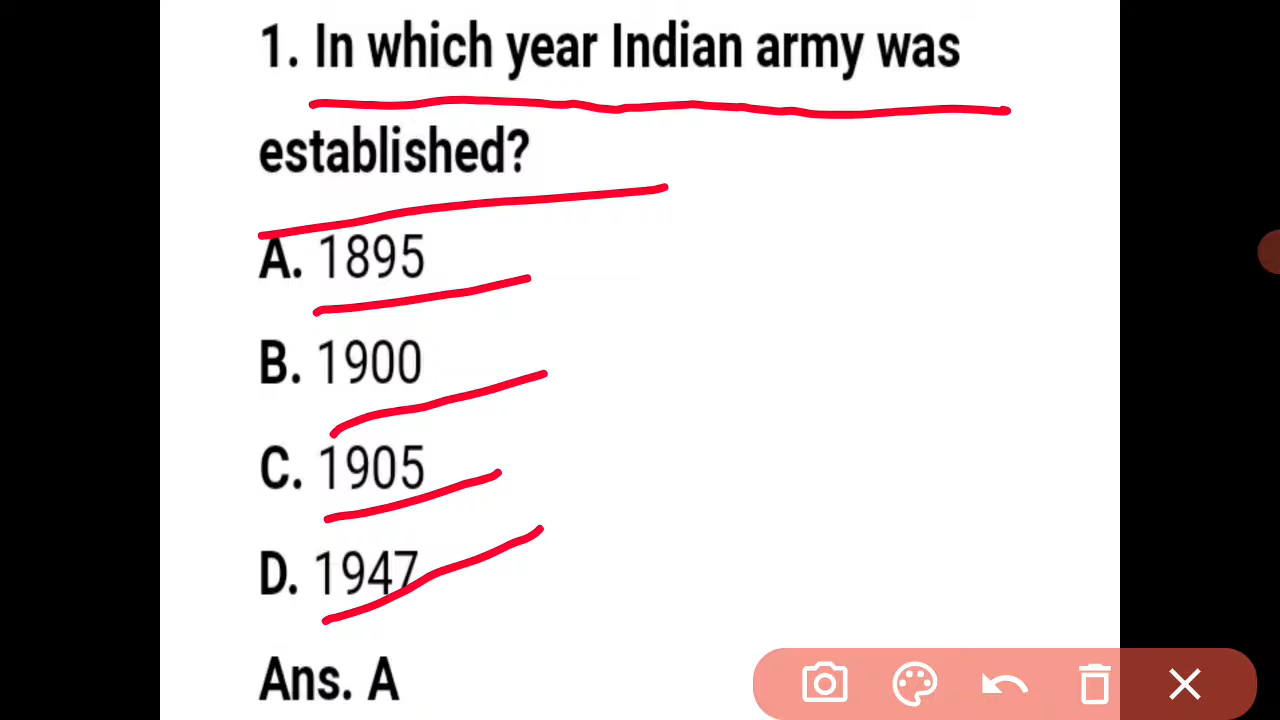 1. In which year Indian army was
established?
A. 1895
B. 1900
C. 1905
D. 1947
Ans. A